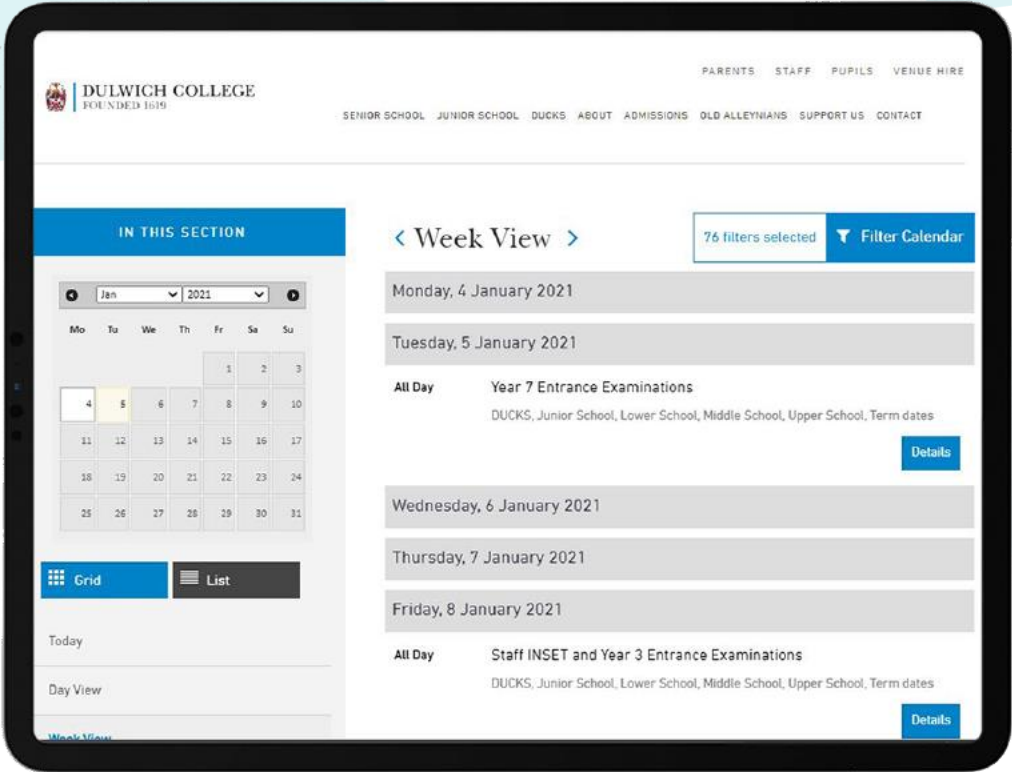 PARENTS STAFF PUPILS VENUE HIRE
DULWICH COLLEGE
FOUNDED 1619
SENIOR SCHOOL JUNIOR SCHOOL DUCKS ABOUT ADMISSIONS OLD ALLEYNIANS SUPPORT US CONTACT
IN THIS SECTION
Jan 2021
Mo Tu We Th Fr Sa Su
1 2 3
4 5 6 7 8 9 10
11 12 13 14 15 16 17
18 19 20 21 22 23 24
25 26 27 28 29 30 31
Grid List
Today
Day View
Week View
Week View
76 filters selected Filter Calendar
Monday, 4 January 2021
Tuesday, 5 January 2021
All Day Year 7 Entrance Examinations
DUCKS, Junior School, Lower School, Middle School, Upper School, Term dates
Details
Wednesday, 6 January 2021
Thursday, 7 January 2021
Friday, 8 January 2021
All Day Staff INSET and Year 3 Entrance Examinations
DUCKS, Junior School, Lower School, Middle School, Upper School, Term dates
Details